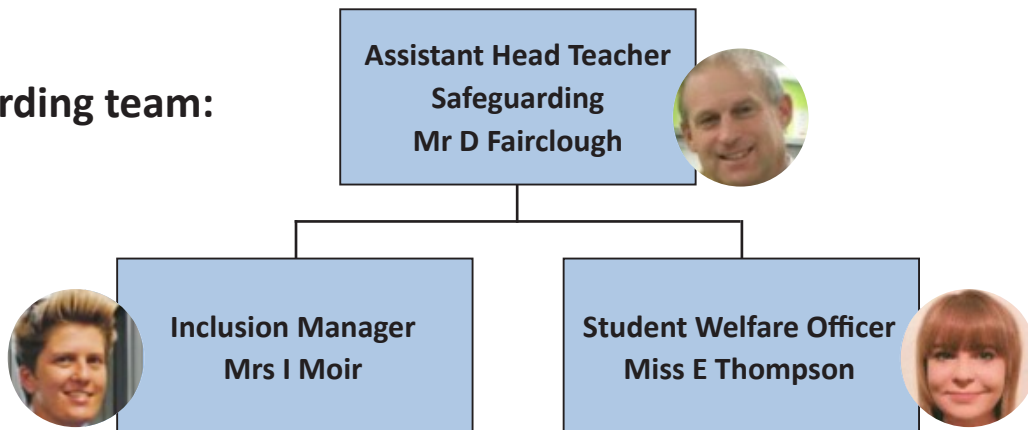 Assistant Head Teacher
Safeguarding
Mr D Fairclough
rding team:
Inclusion Manager
Mrs I Moir
Student Welfare Officer
Miss E Thompson